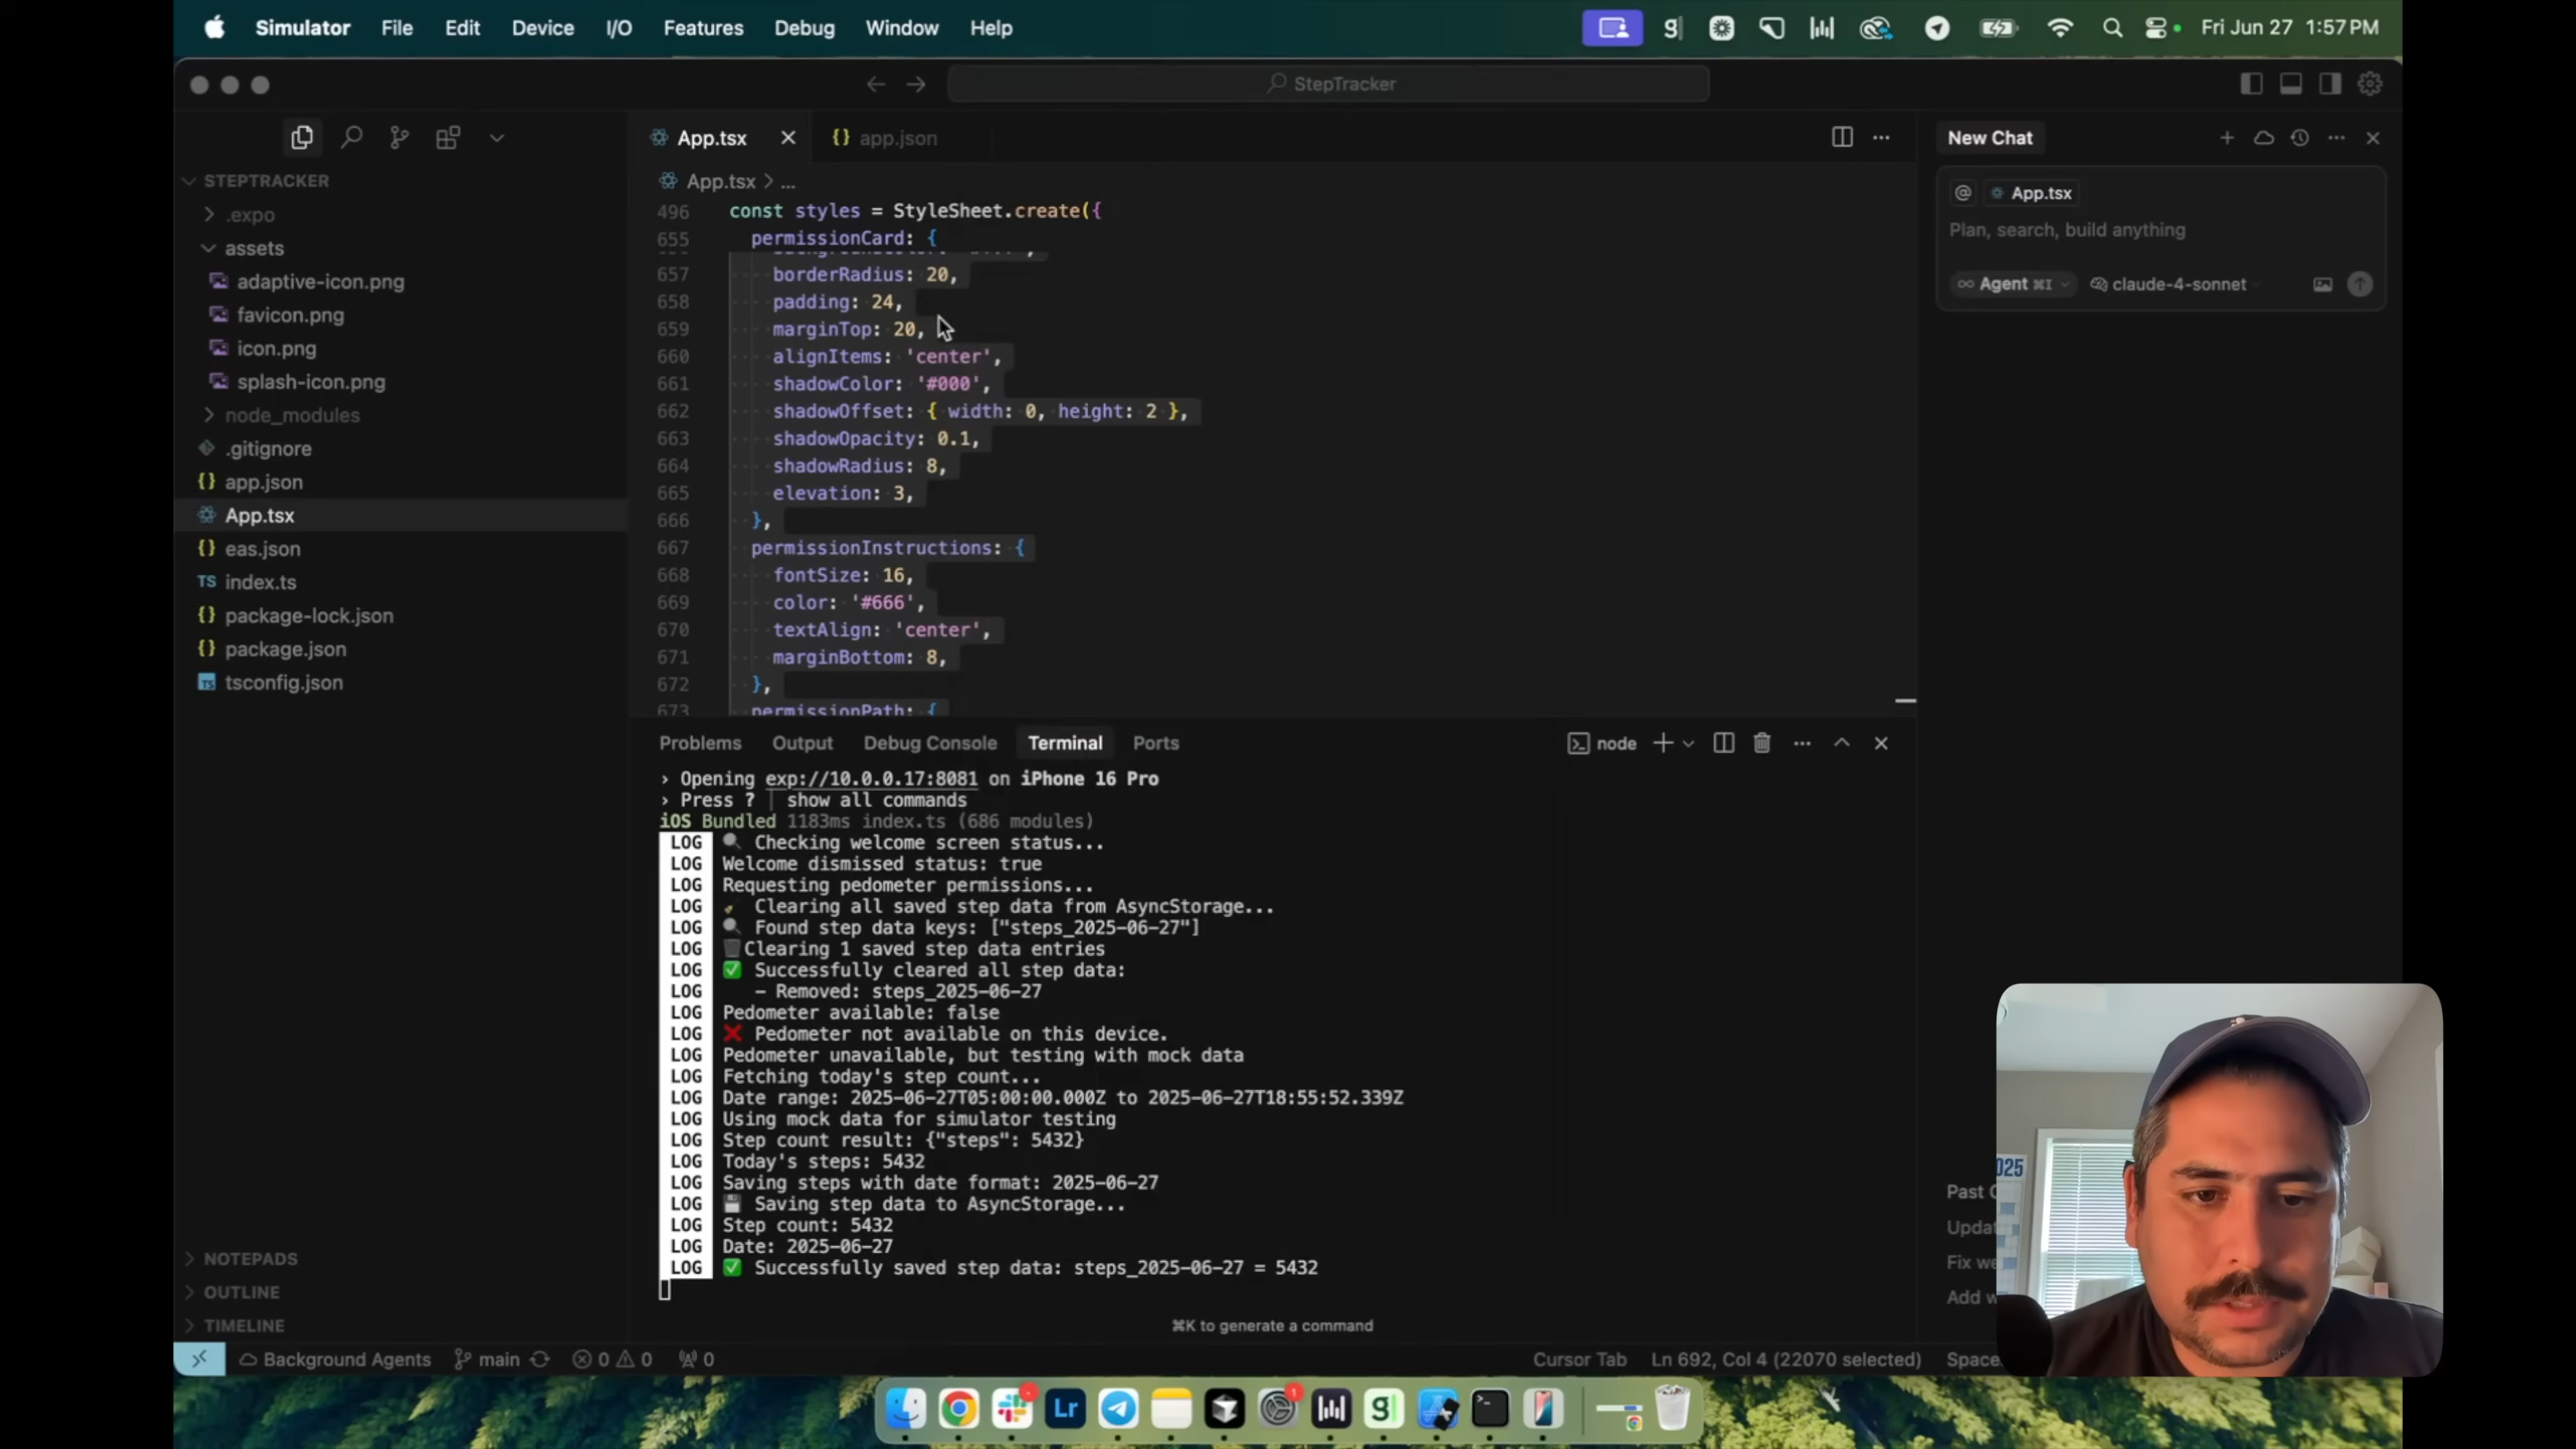 Simulator File Edit Device I/O Features Debug Window Help
Fri Jun 27 1:57 PM
StepTracker
App.tsx
app.json
New Chat
App.tsx > ...
STEPTRACKER
.expo
assets
adaptive-icon.png
favicon.png
icon.png
splash-icon.png
node_modules
.gitignore
app.json
App.tsx
eas.json
index.ts
package-lock.json
package.json
tsconfig.json
NOTEPADS
OUTLINE
TIMELINE
496 const styles = StyleSheet.create({
655 permissionCard: {
657 borderRadius: 20,
658 padding: 24,
659 marginTop: 20,
660 alignItems: 'center',
661 shadowColor: '#000',
662 shadowOffset: { width: 0, height: 2 },
663 shadowOpacity: 0.1,
664 shadowRadius: 8,
665 elevation: 3,
666 },
667 permissionInstructions: {
668 fontSize: 16,
669 color: '#666',
670 textAlign: 'center',
671 marginBottom: 8,
672 },
673 permissionPath: {
@ App.tsx
Plan, search, build anything
∞ Agent ⌘I
claude-4-sonnet
Problems Output Debug Console Terminal Ports
node
› Opening exp://10.0.0.17:8081 on iPhone 16 Pro
› Press ? | show all commands
iOS Bundled 1183ms index.ts (686 modules)
LOG 🔍 Checking welcome screen status...
LOG Welcome dismissed status: true
LOG Requesting pedometer permissions...
LOG 🧹 Clearing all saved step data from AsyncStorage...
LOG 🔍 Found step data keys: ["steps_2025-06-27"]
LOG 🗑️Clearing 1 saved step data entries
LOG ✅ Successfully cleared all step data:
LOG - Removed: steps_2025-06-27
LOG Pedometer available: false
LOG ❌ Pedometer not available on this device.
LOG Pedometer unavailable, but testing with mock data
LOG Fetching today's step count...
LOG Date range: 2025-06-27T05:00:00.000Z to 2025-06-27T18:55:52.339Z
LOG Using mock data for simulator testing
LOG Step count result: {"steps": 5432}
LOG Today's steps: 5432
LOG Saving steps with date format: 2025-06-27
LOG 💾 Saving step data to AsyncStorage...
LOG Step count: 5432
LOG Date: 2025-06-27
LOG ✅ Successfully saved step data: steps_2025-06-27 = 5432
⌘K to generate a command
Past
025
Background Agents main 0 0 0
Cursor Tab Ln 692, Col 4 (22070 selected)
Lr